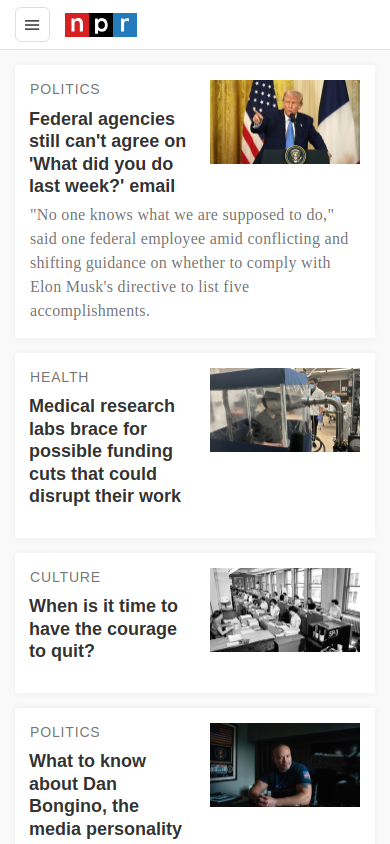 npr
POLITICS
Federal agencies
still can't agree on
'What did you do
last week?' email
"No one knows what we are supposed to do,"
said one federal employee amid conflicting and
shifting guidance on whether to comply with
Elon Musk's directive to list five
accomplishments.
HEALTH
Medical research
labs brace for
possible funding
cuts that could
disrupt their work
CULTURE
When is it time to
have the courage
to quit?
POLITICS
What to know
about Dan
Bongino, the
media personality